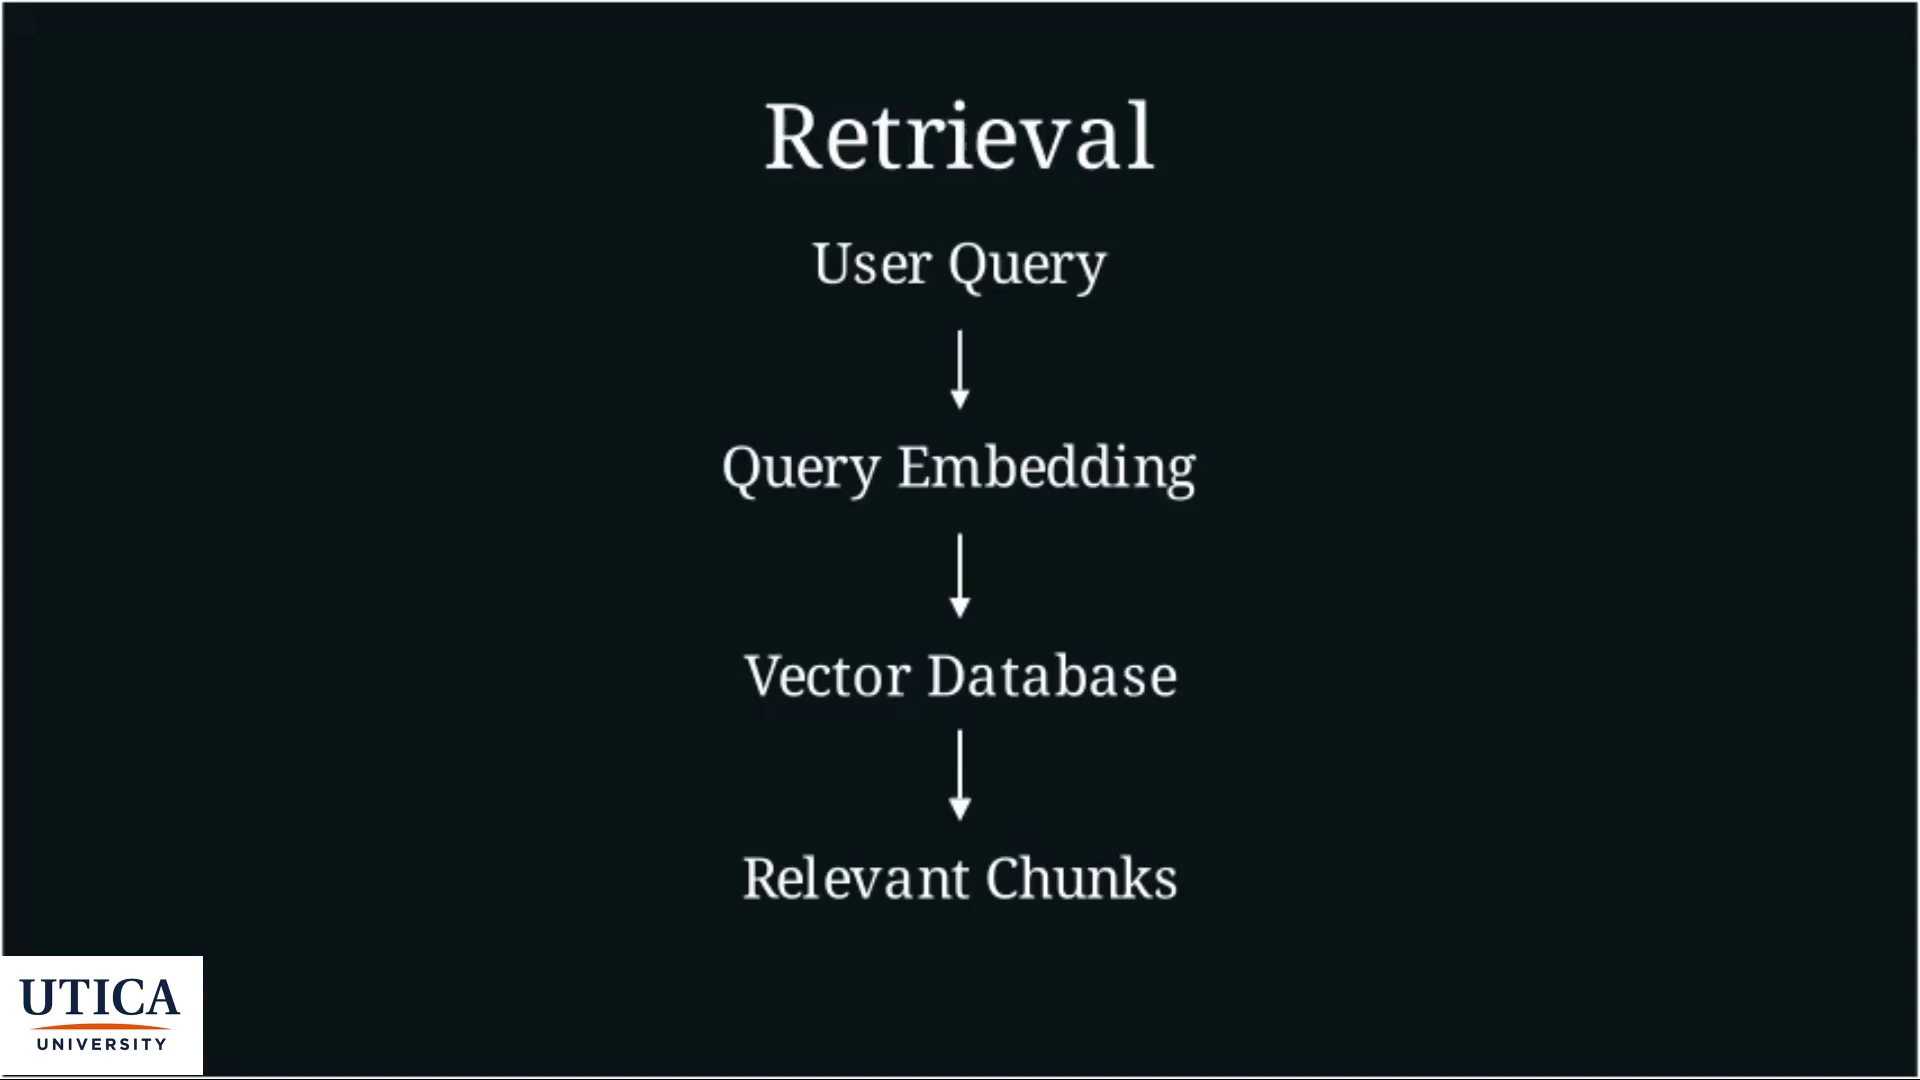 Retrieval
User Query
Query Embedding
Vector Database
Relevant Chunks
UTICA
UNIVERSITY